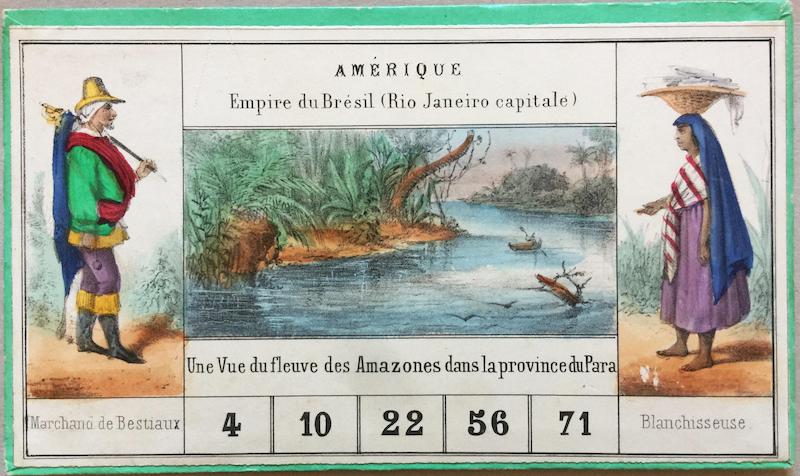 AMÉRIQUE
Empire du Brésil (Rio Janeiro capitale)
Une Vue du fleuve des Amazones dans la province du Para
Marchand de Bestiaux
4 10 22 56 71
Blanchisseuse